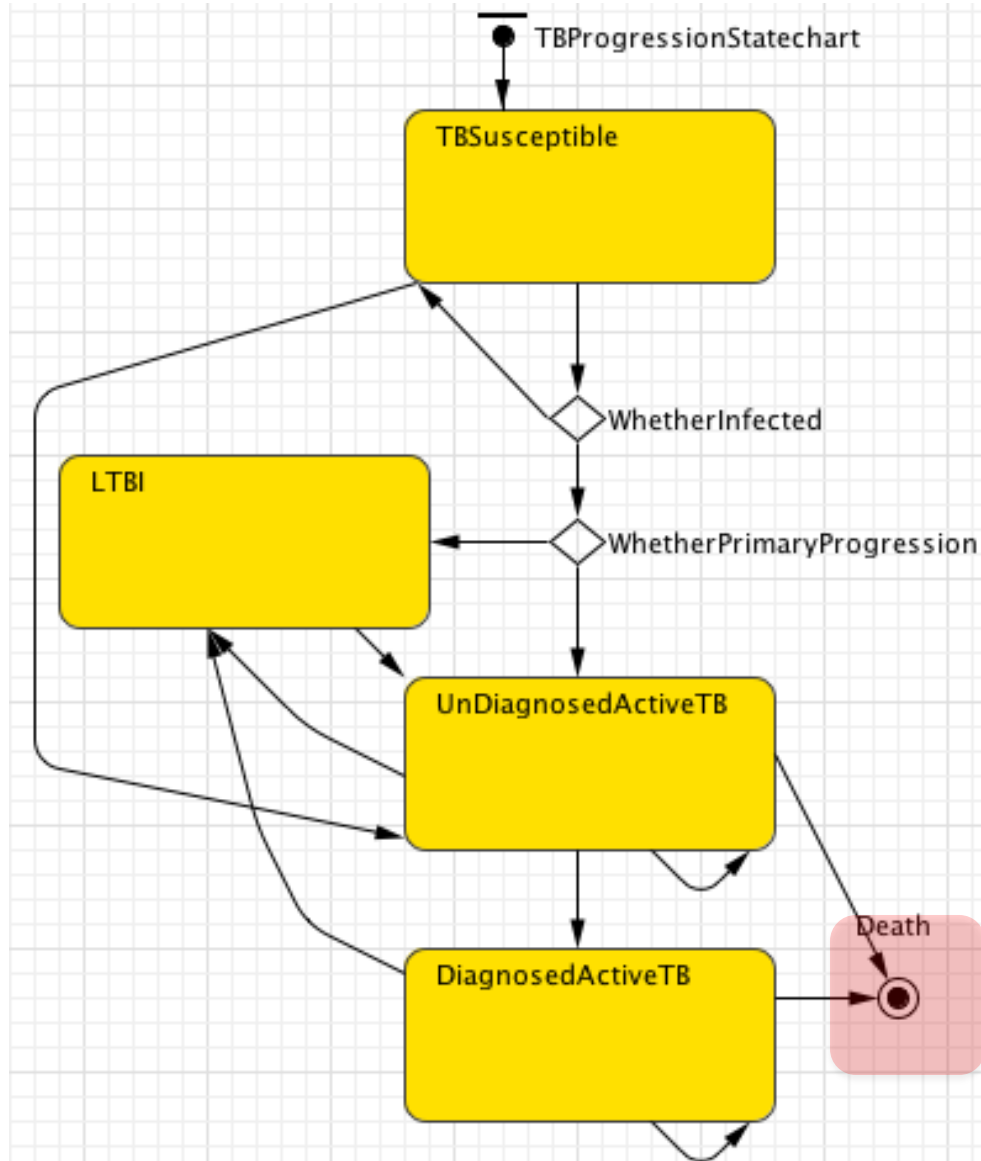 TBProgressionStatechart
TBSusceptible
WhetherInfected
LTBI
WhetherPrimaryProgression
UnDiagnosedActiveTB
Death
DiagnosedActiveTB